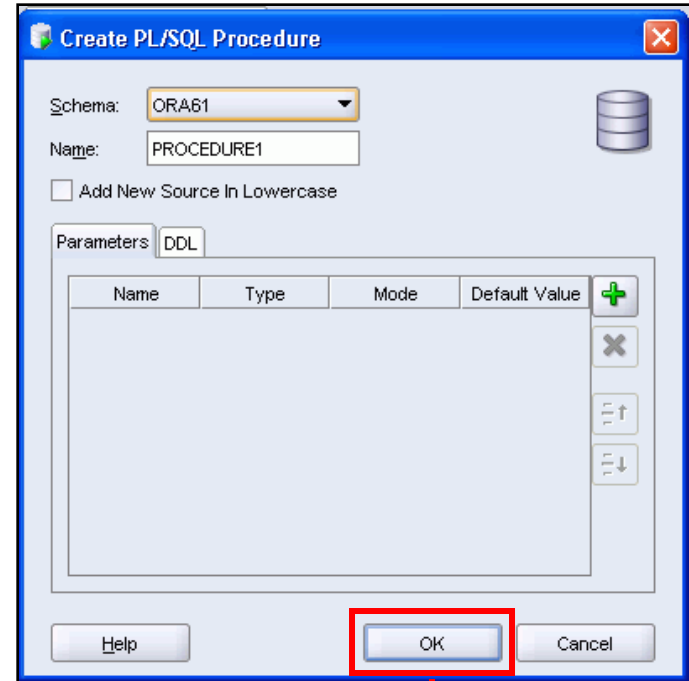 Create PL/SQL Procedure
Schema: ORA61
Name: PROCEDURE1
Add New Source In Lowercase
Parameters DDL
Name Type Mode Default Value
Help OK Cancel